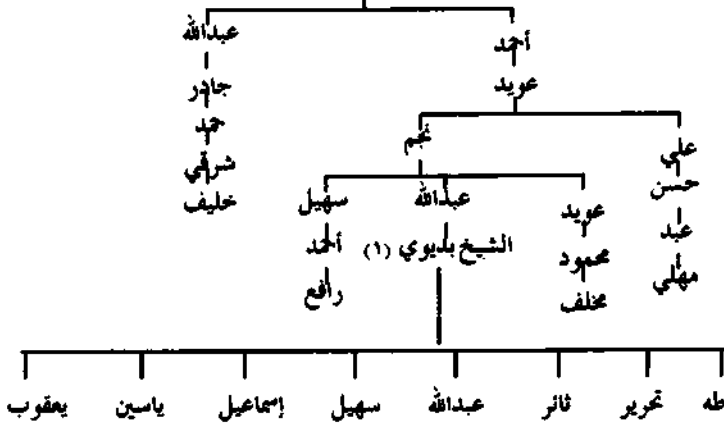 أحمد عبدالله
عويد جادر
حمد
نجم علي
شرقي حسن
خليف
عويد عبدالله سهيل
عبد
محمود الشيخ بديوي (١) أحمد
مهلي
مخلف رافع
طه تحرير ثائر عبدالله سهيل إسماعيل ياسين يعقوب